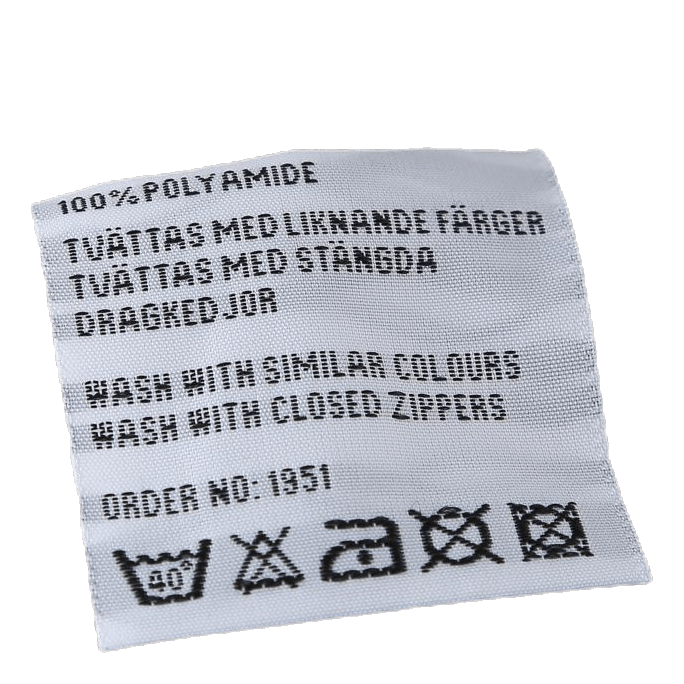 100% POLYAMIDE
TVÄTTAS MED LIKNANDE FÄRGER
TVÄTTAS MED STÄNGDA
DRAGKEDJOR
WASH WITH SIMILAR COLOURS
WASH WITH CLOSED ZIPPERS
ORDER NO: 1951
40°